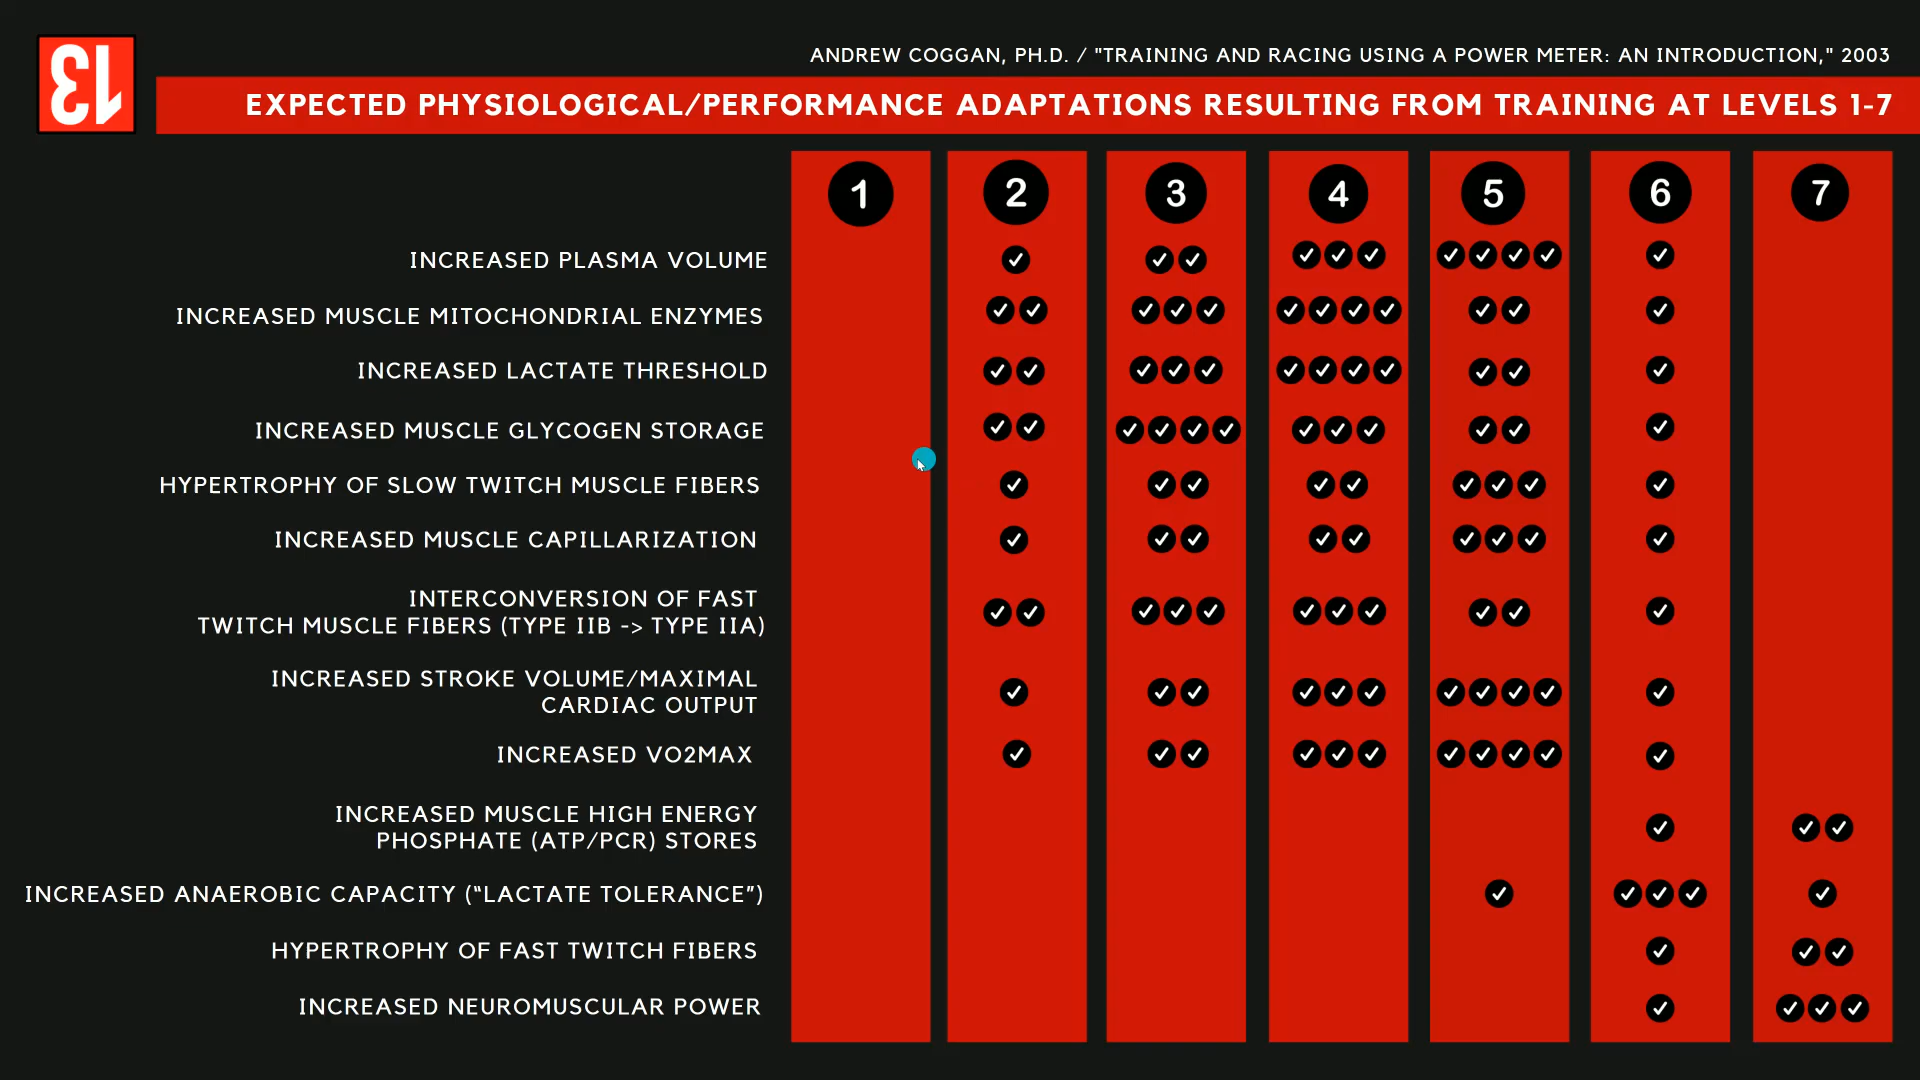 13
ANDREW COGGAN, PH.D. / "TRAINING AND RACING USING A POWER METER: AN INTRODUCTION," 2003
EXPECTED PHYSIOLOGICAL/PERFORMANCE ADAPTATIONS RESULTING FROM TRAINING AT LEVELS 1-7
1 2 3 4 5 6 7
INCREASED PLASMA VOLUME
INCREASED MUSCLE MITOCHONDRIAL ENZYMES
INCREASED LACTATE THRESHOLD
INCREASED MUSCLE GLYCOGEN STORAGE
HYPERTROPHY OF SLOW TWITCH MUSCLE FIBERS
INCREASED MUSCLE CAPILLARIZATION
INTERCONVERSION OF FAST
TWITCH MUSCLE FIBERS (TYPE IIB -> TYPE IIA)
INCREASED STROKE VOLUME/MAXIMAL
CARDIAC OUTPUT
INCREASED VO2MAX
INCREASED MUSCLE HIGH ENERGY
PHOSPHATE (ATP/PCR) STORES
INCREASED ANAEROBIC CAPACITY (“LACTATE TOLERANCE”)
HYPERTROPHY OF FAST TWITCH FIBERS
INCREASED NEUROMUSCULAR POWER